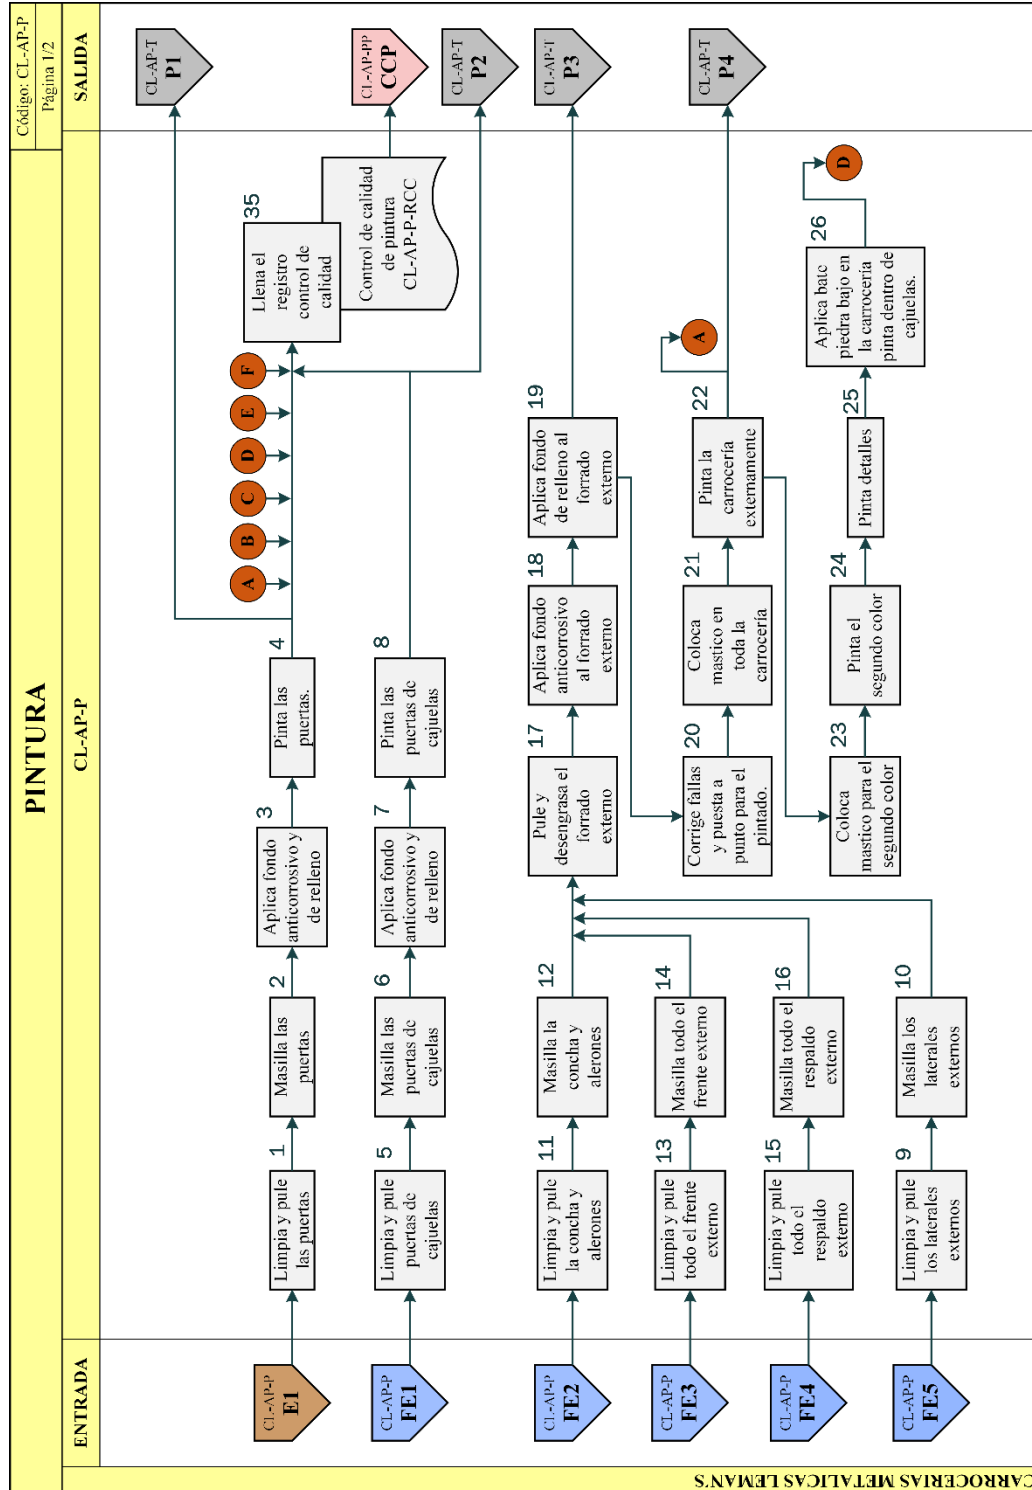 PINTURA
Código: CL-AP-P
Página 1/2
ENTRADA
CL-AP-P
SALIDA
CARROCERIAS METALICAS LEMAN'S
CL-AP-P
E1
1
Limpia y pule
las puertas
2
Masilla las
puertas
3
Aplica fondo
anticorrosivo y
de relleno
4
Pinta las
puertas.
A
B
C
D
E
F
35
Llena el
registro
control de
calidad
Control de calidad
de pintura
CL-AP-P-RCC
CL-AP-T
P1
CL-AP-PP
CCP
CL-AP-P
FE1
5
Limpia y pule
puertas de
cajuelas
6
Masilla las
puertas de
cajuelas
7
Aplica fondo
anticorrosivo y
de relleno
8
Pinta las
puertas de
cajuelas
CL-AP-T
P2
CL-AP-P
FE2
11
Limpia y pule
la concha y
alerones
12
Masilla la
concha y
alerones
17
Pule y
desengrasa el
forrado
externo
18
Aplica fondo
anticorrosivo
al forrado
externo
19
Aplica fondo
de relleno al
forrado
externo
CL-AP-T
P3
CL-AP-P
FE3
13
Limpia y pule
todo el frente
externo
14
Masilla todo el
frente externo
20
Corrige fallas
y puesta a
punto para el
pintado.
21
Coloca
mastico en
toda la
carrocería
22
Pinta la
carrocería
externamente
A
CL-AP-T
P4
CL-AP-P
FE4
15
Limpia y pule
todo el
respaldo
externo
16
Masilla todo el
respaldo
externo
23
Coloca
mastico para el
segundo color
24
Pinta el
segundo color
25
Pinta detalles
26
Aplica bate
piedra bajo en
la carroceria
pinta dentro de
cajuelas.
D
CL-AP-P
FE5
9
Limpia y pule
los laterales
externos
10
Masilla los
laterales
externos